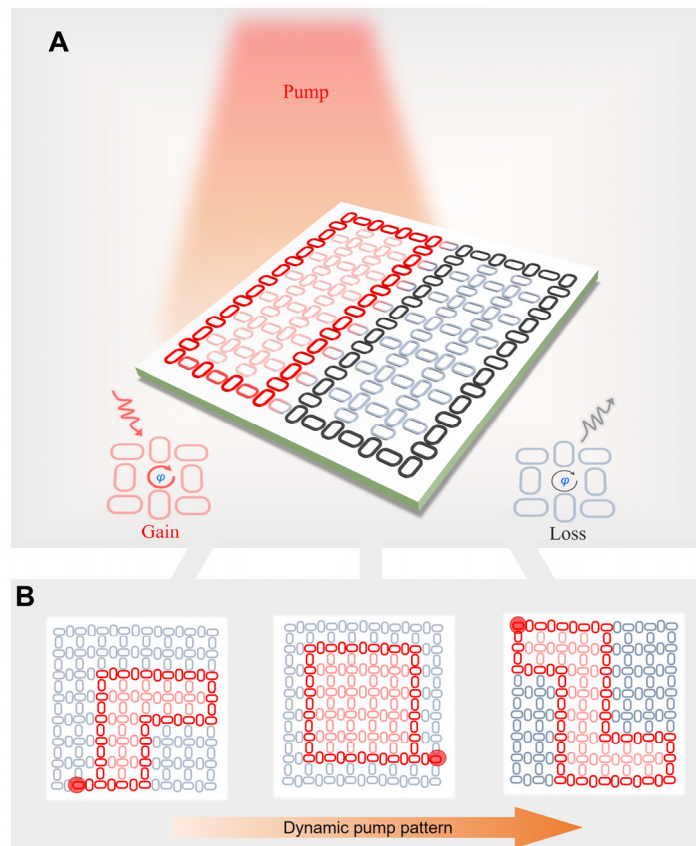 A
Pump
φ
φ
Gain
Loss
B
Dynamic pump pattern